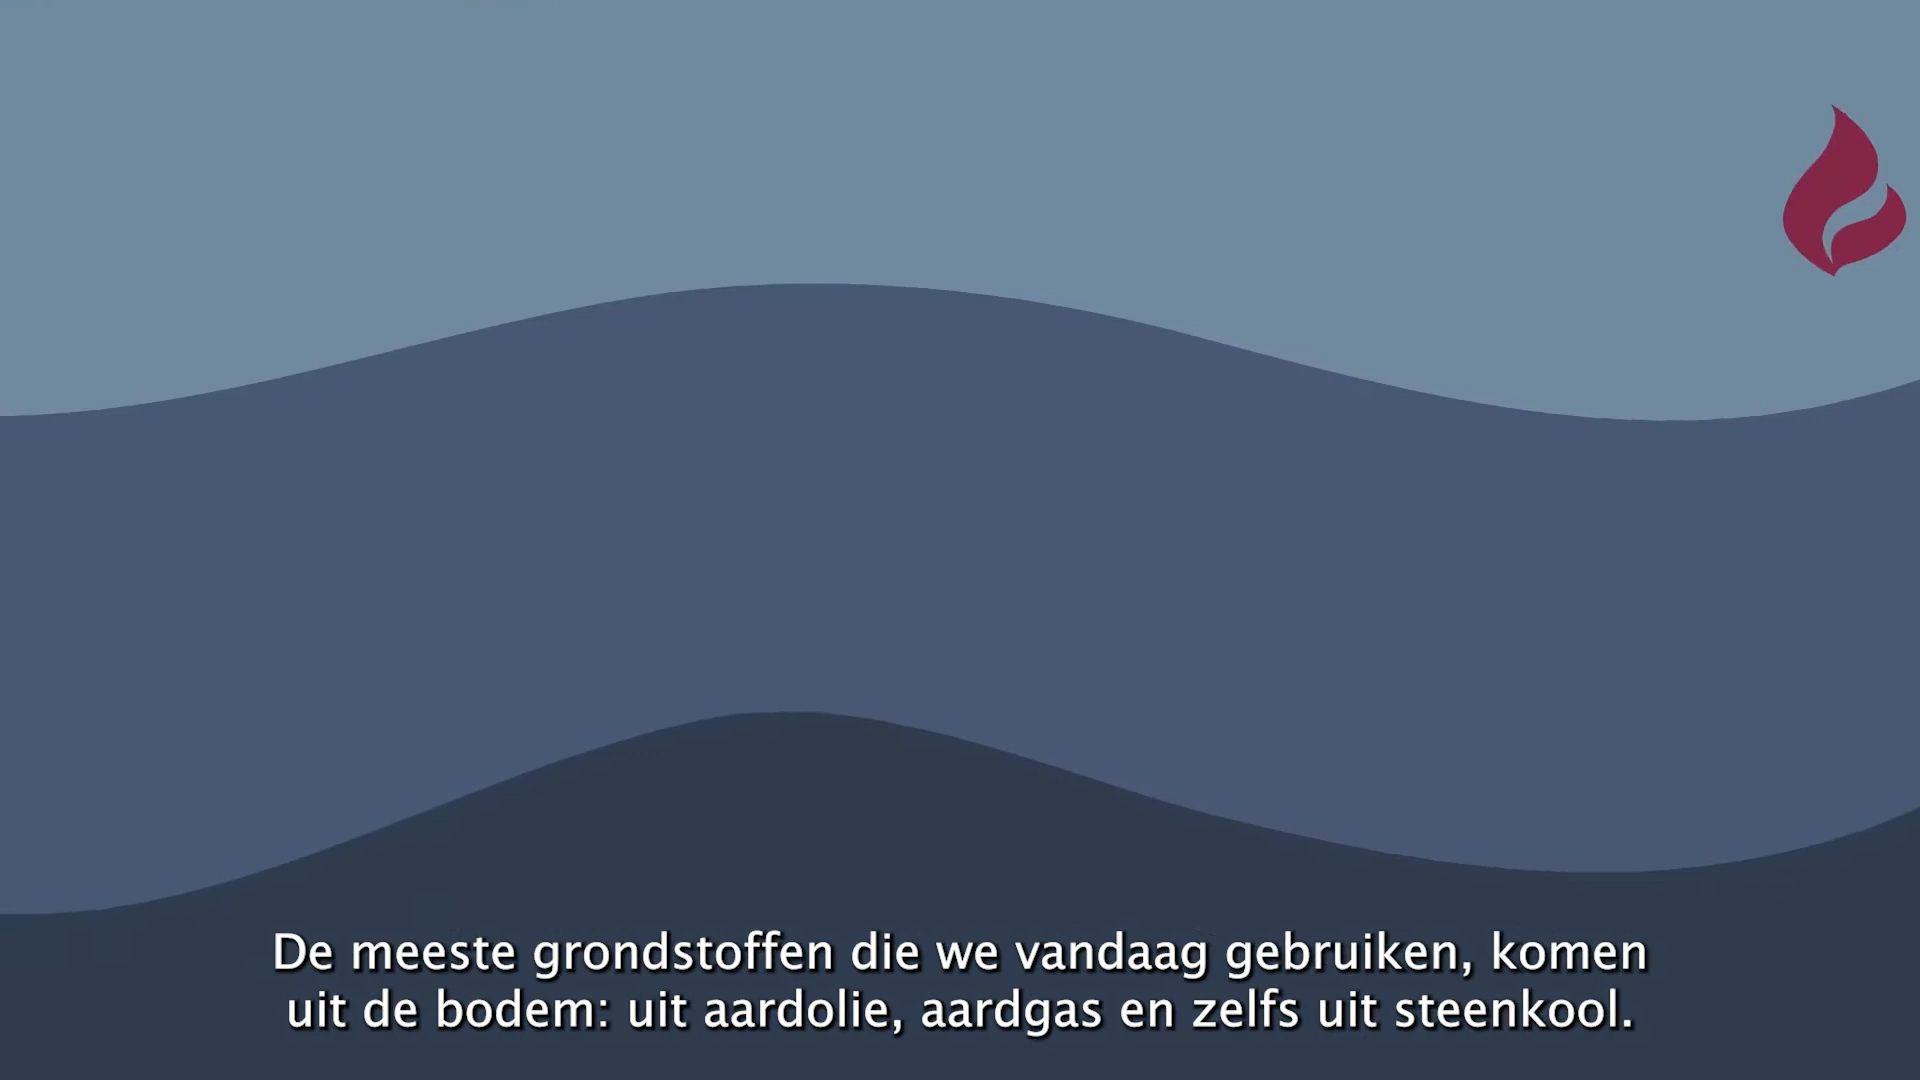 De meeste grondstoffen die we vandaag gebruiken, komen
uit de bodem: uit aardolie, aardgas en zelfs uit steenkool.